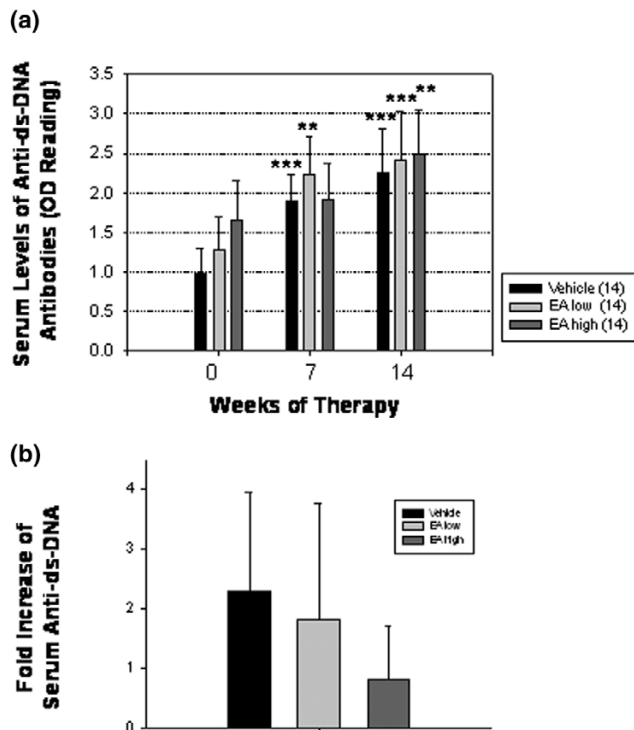 (a)
Serum Levels of Anti-ds-DNA
Antibodies (OD Reading)
3.5
3.0
2.5
2.0
1.5
1.0
0.5
0.0
*** ** *** *** **
0 7 14
Weeks of Therapy
Vehicle (14)
EA low (14)
EA high (14)
(b)
Fold Increase of
Serum Anti-ds-DNA
4
3
2
1
0
Vehicle
EA low
EA high